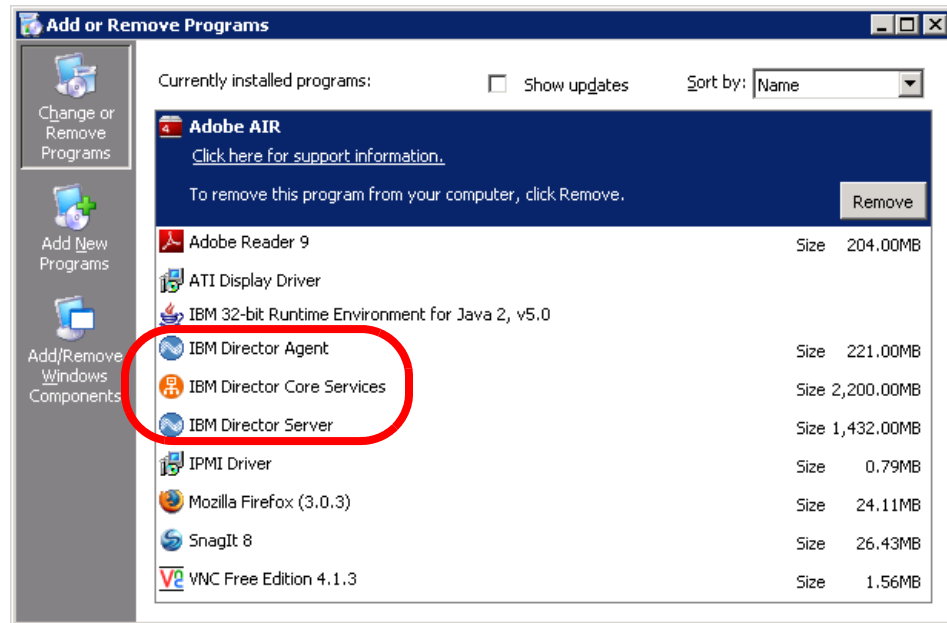 Add or Remove Programs
Change or
Remove
Programs
Add New
Programs
Add/Remove
Windows
Components
Currently installed programs:
Show updates
Sort by: Name
Adobe AIR
Click here for support information.
To remove this program from your computer, click Remove.
Remove
Adobe Reader 9 Size 204.00MB
ATI Display Driver
IBM 32-bit Runtime Environment for Java 2, v5.0
IBM Director Agent Size 221.00MB
IBM Director Core Services Size 2,200.00MB
IBM Director Server Size 1,432.00MB
IPMI Driver Size 0.79MB
Mozilla Firefox (3.0.3) Size 24.11MB
SnagIt 8 Size 26.43MB
VNC Free Edition 4.1.3 Size 1.56MB